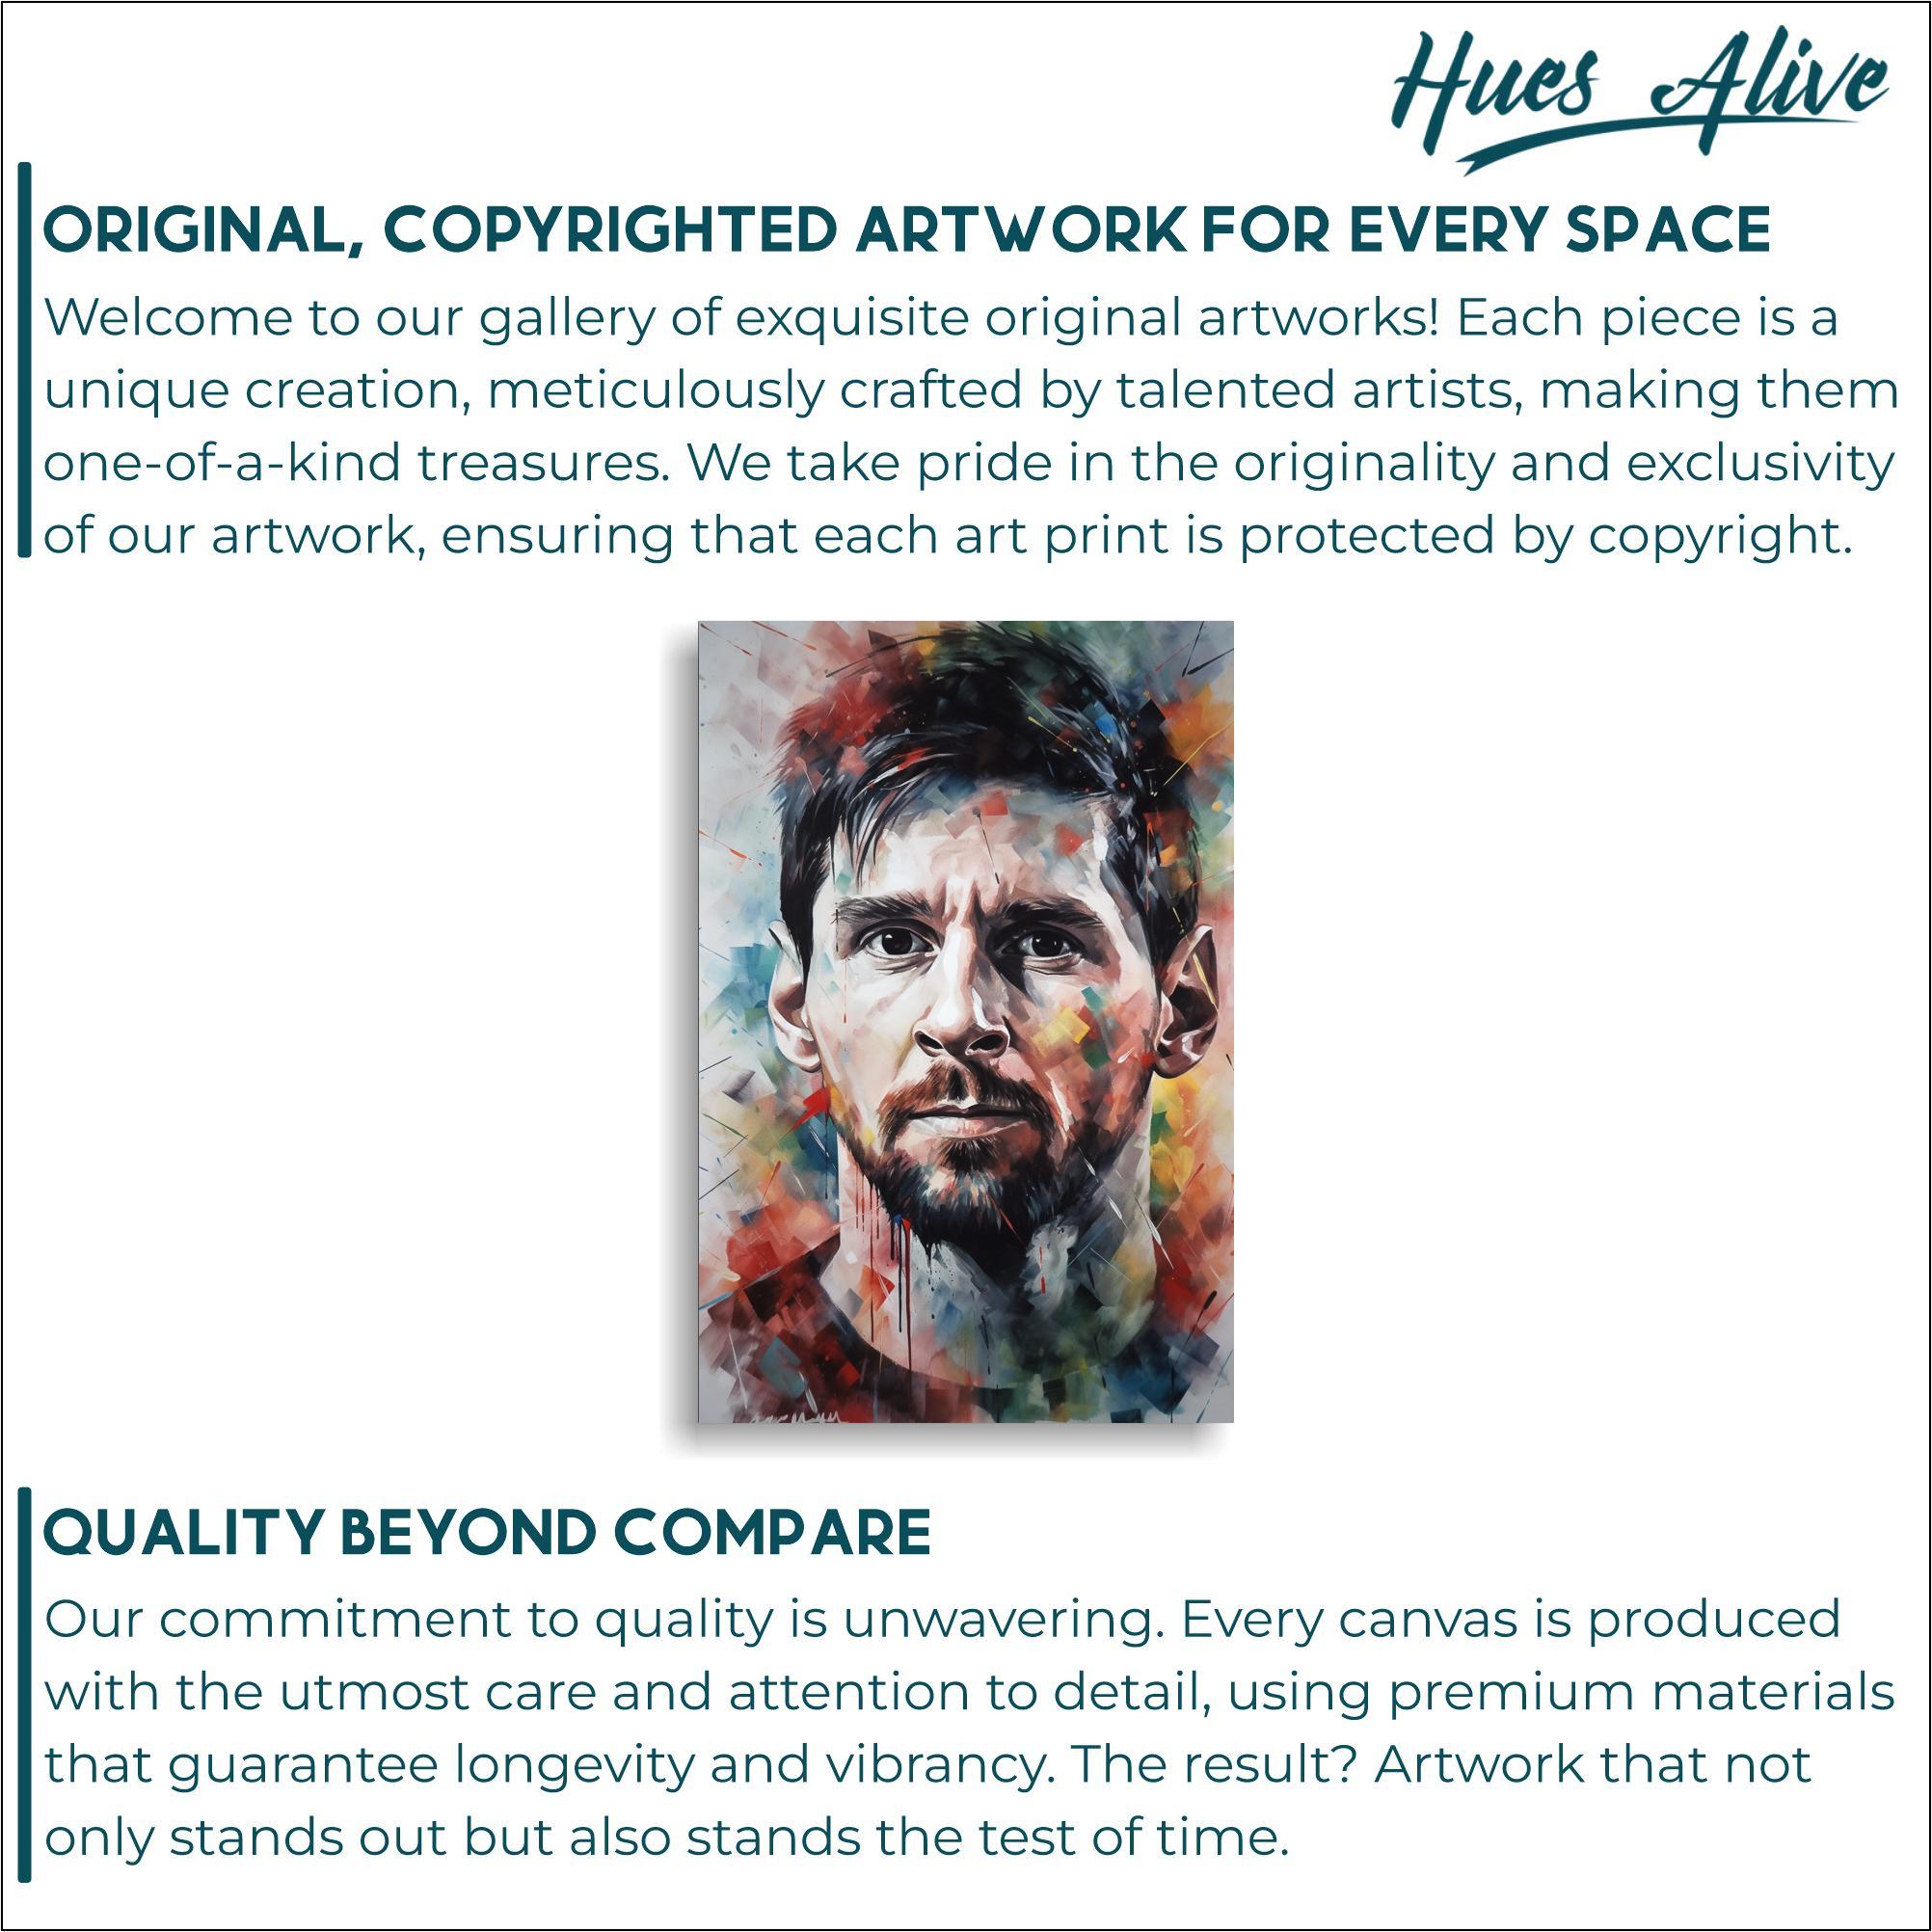 Hues Alive
ORIGINAL, COPYRIGHTED ARTWORK FOR EVERY SPACE
Welcome to our gallery of exquisite original artworks! Each piece is a
unique creation, meticulously crafted by talented artists, making them
one-of-a-kind treasures. We take pride in the originality and exclusivity
of our artwork, ensuring that each art print is protected by copyright.
QUALITY BEYOND COMPARE
Our commitment to quality is unwavering. Every canvas is produced
with the utmost care and attention to detail, using premium materials
that guarantee longevity and vibrancy. The result? Artwork that not
only stands out but also stands the test of time.